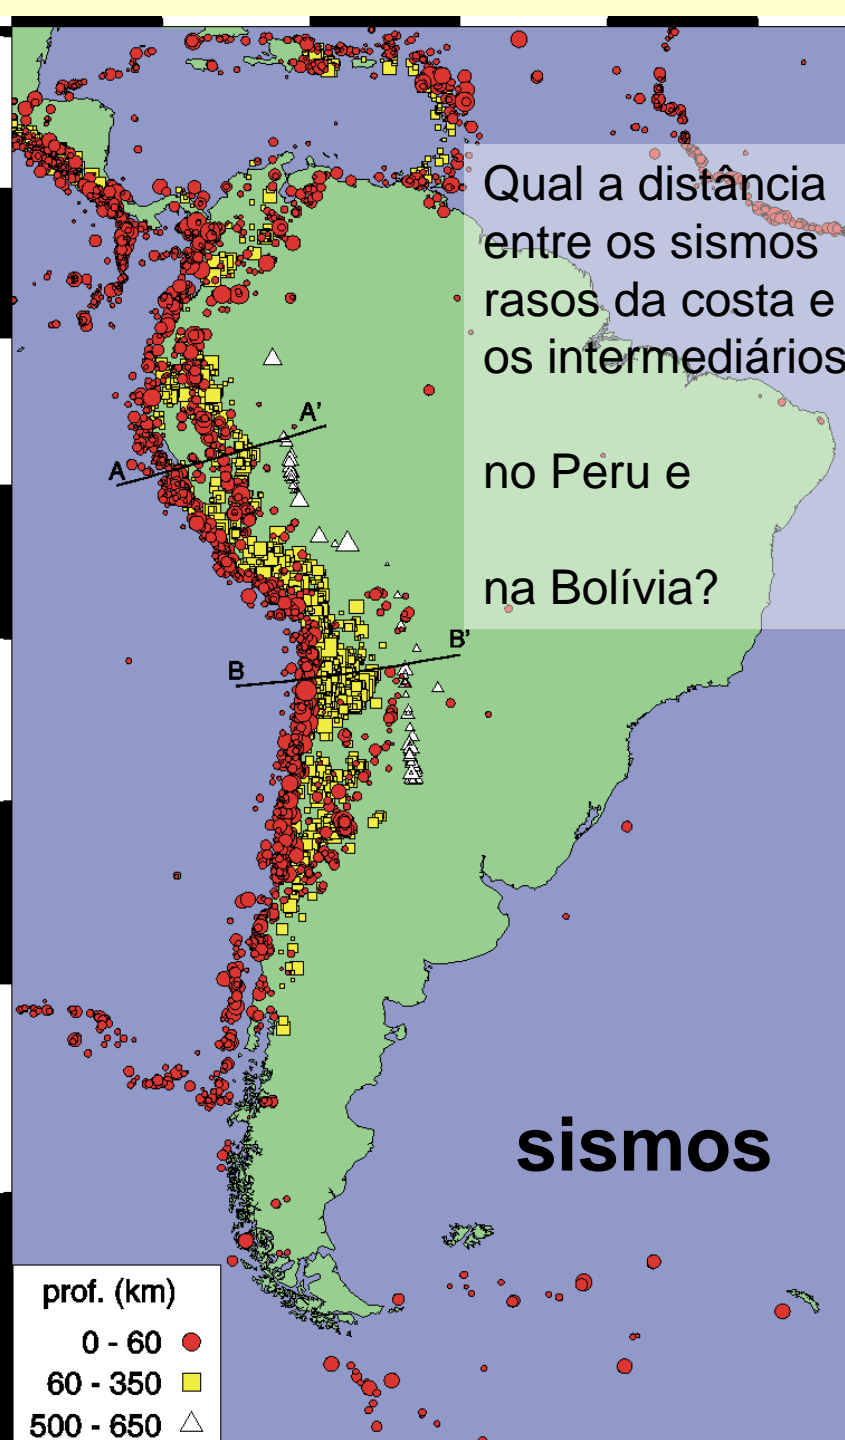 Qual a distância
entre os sismos
rasos da costa e
os intermediários
no Peru e
na Bolívia?
A'
A
B'
B
sismos
prof. (km)
0 - 60
60 - 350
500 - 650